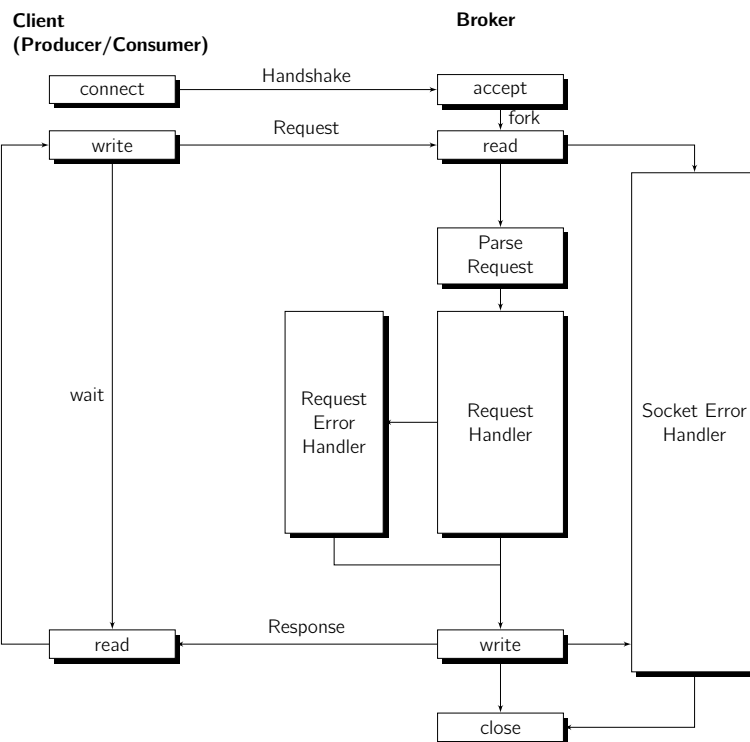 Client
(Producer/Consumer)
Broker
connect
Handshake
accept
fork
write
Request
read
Parse
Request
wait
Request
Error
Handler
Request
Handler
Socket Error
Handler
read
Response
write
close